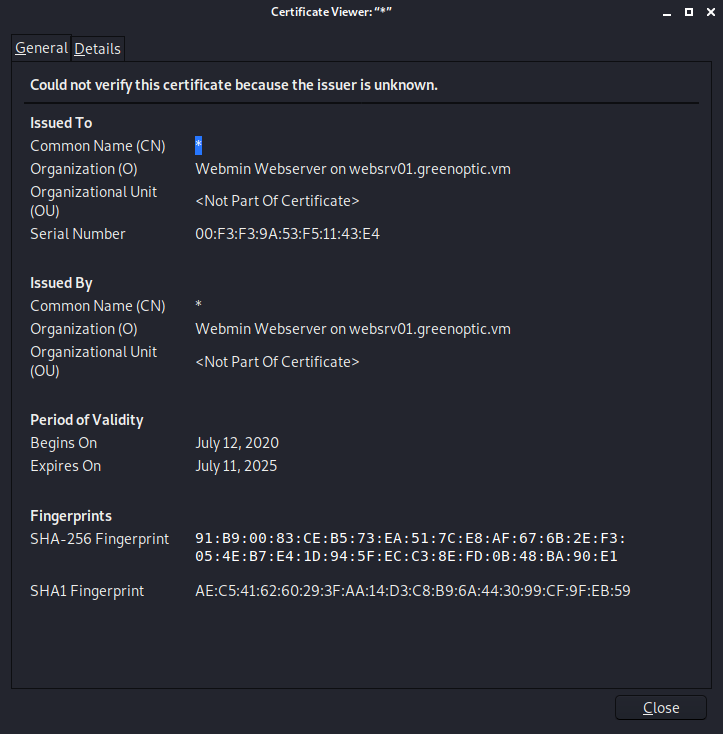 Certificate Viewer: "*"
General Details
Could not verify this certificate because the issuer is unknown.
Issued To
Common Name (CN) *
Organization (O) Webmin Webserver on websrv01.greenoptic.vm
Organizational Unit (OU) <Not Part Of Certificate>
Serial Number 00:F3:F3:9A:53:F5:11:43:E4
Issued By
Common Name (CN) *
Organization (O) Webmin Webserver on websrv01.greenoptic.vm
Organizational Unit (OU) <Not Part Of Certificate>
Period of Validity
Begins On July 12, 2020
Expires On July 11, 2025
Fingerprints
SHA-256 Fingerprint 91:B9:00:83:CE:B5:73:EA:51:7C:E8:AF:67:6B:2E:F3:
05:4E:B7:E4:1D:94:5F:EC:C3:8E:FD:0B:48:BA:90:E1
SHA1 Fingerprint AE:C5:41:62:60:29:3F:AA:14:D3:C8:B9:6A:44:30:99:CF:9F:EB:59
Close